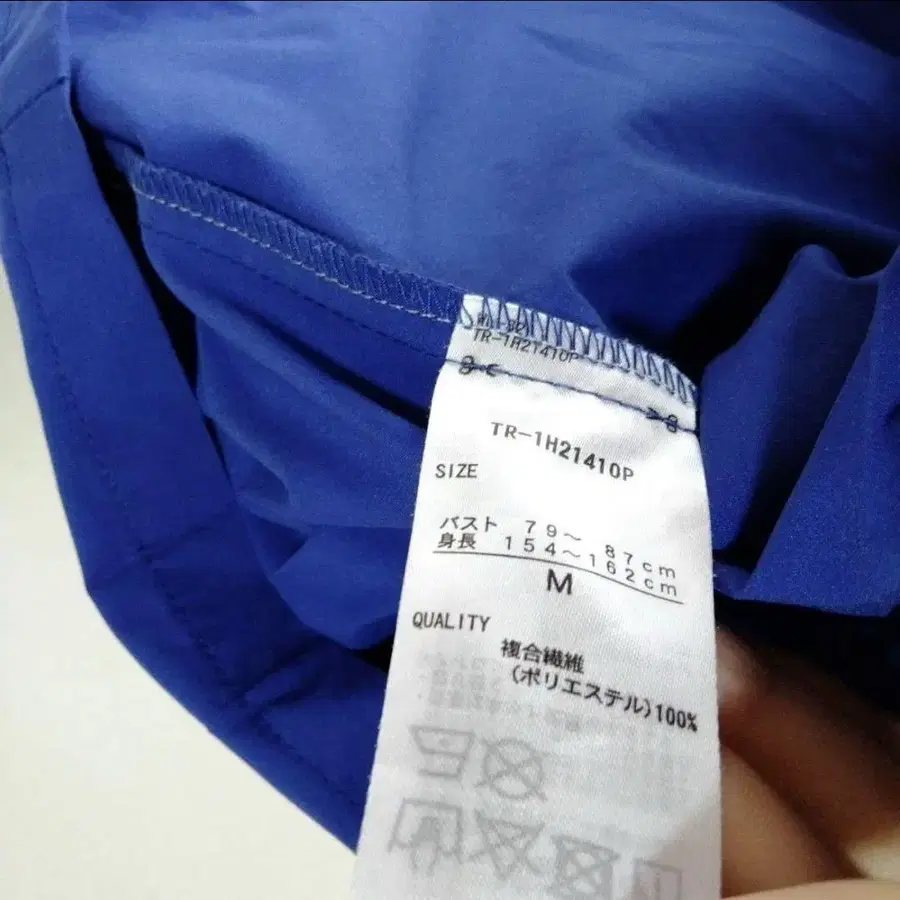 TR-1H21410P
TR-1H21410P
SIZE
バスト 79～ 87cm
身長 154～162cm
M
QUALITY
複合繊維
(ポリエステル)100%